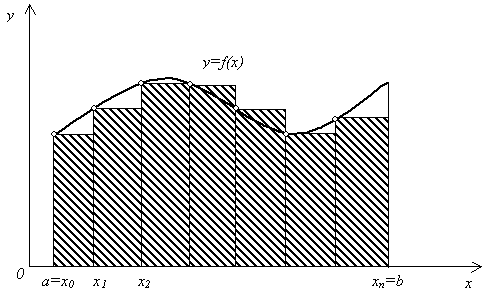 y
y=f(x)
0
a=x₀ x₁ x₂ xₙ=b x